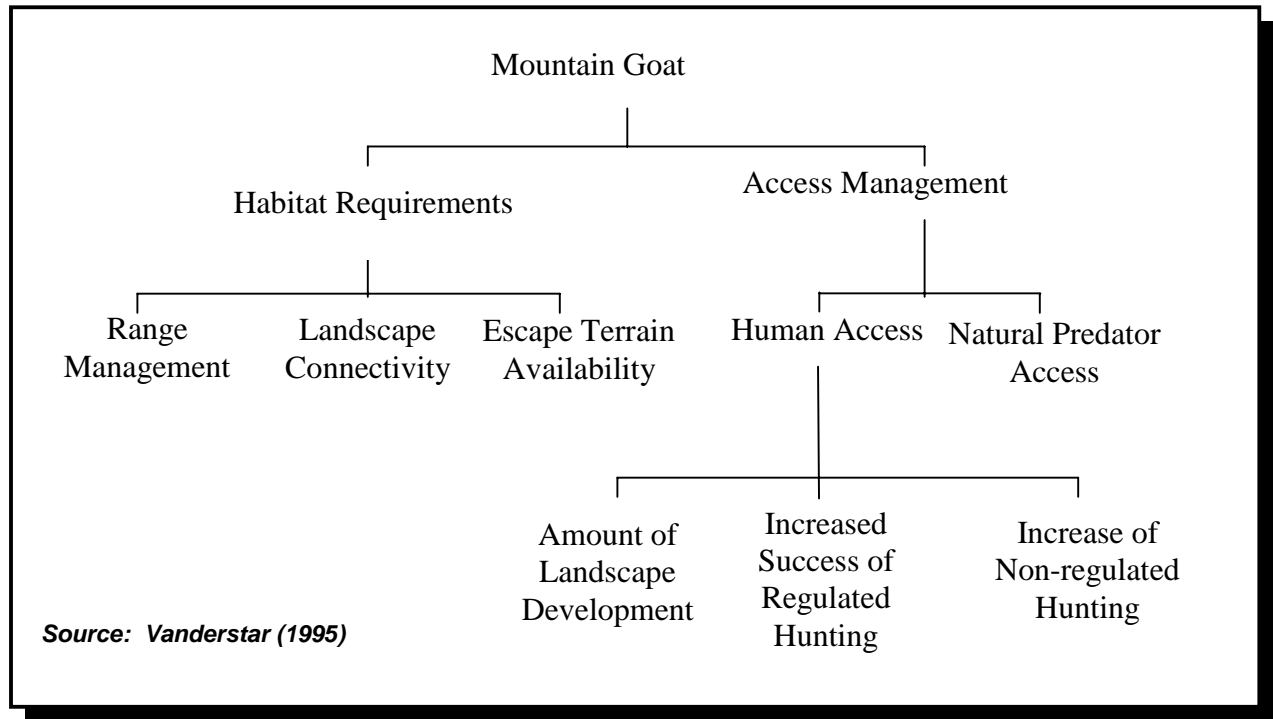 Mountain Goat
Habitat Requirements
Access Management
Range
Management
Landscape
Connectivity
Escape Terrain
Availability
Human Access
Natural Predator
Access
Amount of
Landscape
Development
Increased
Success of
Regulated
Hunting
Increase of
Non-regulated
Hunting
Source: Vanderstar (1995)